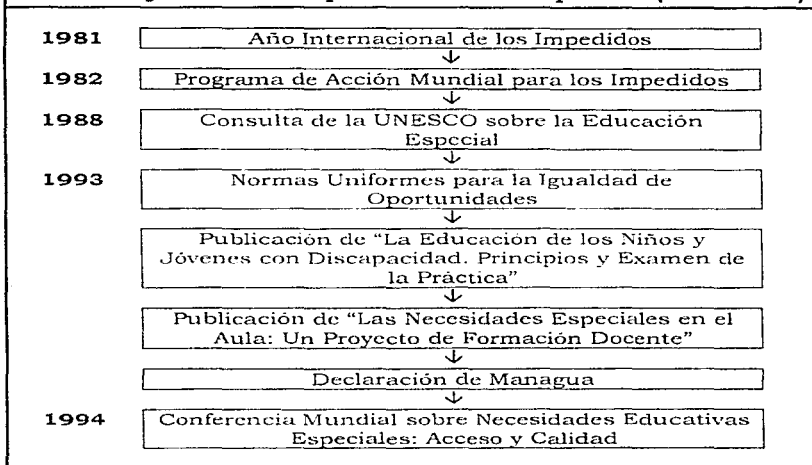 1981 Año Internacional de los Impedidos
↓
1982 Programa de Acción Mundial para los Impedidos
↓
1988 Consulta de la UNESCO sobre la Educación
Especial
↓
1993 Normas Uniformes para la Igualdad de
Oportunidades
↓
Publicación de "La Educación de los Niños y
Jóvenes con Discapacidad. Principios y Examen de
la Práctica"
↓
Publicación de "Las Necesidades Especiales en el
Aula: Un Proyecto de Formación Docente"
↓
Declaración de Managua
↓
1994 Conferencia Mundial sobre Necesidades Educativas
Especiales: Acceso y Calidad